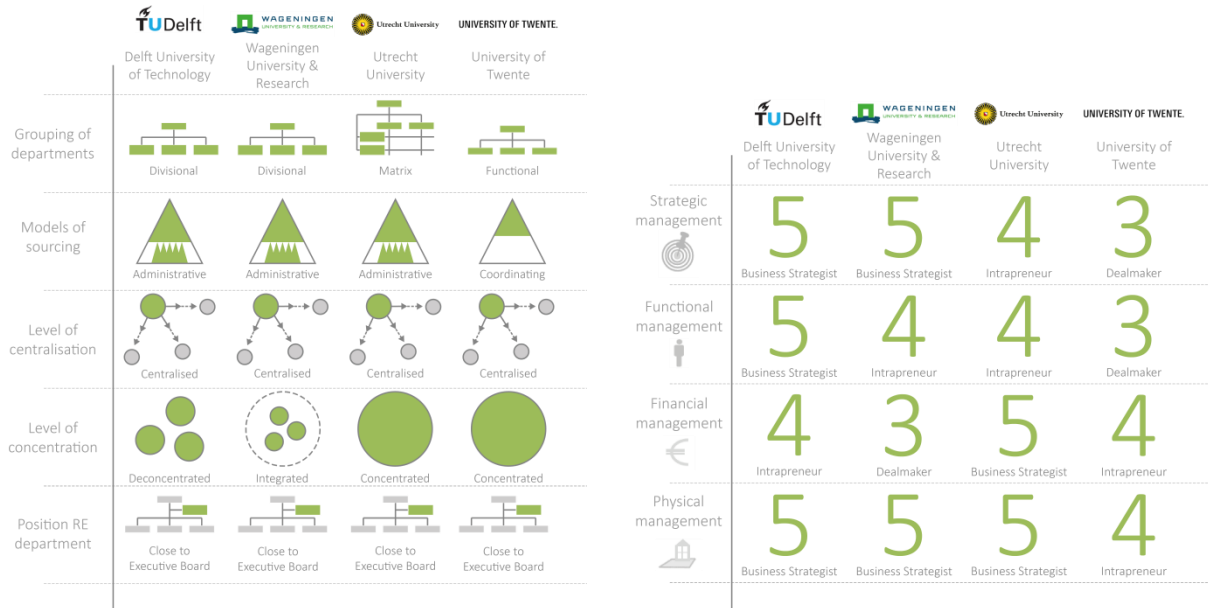 TU Delft
WAGENINGEN
UNIVERSITY & RESEARCH
Utrecht University
UNIVERSITY OF TWENTE.
Delft University
of Technology
Wageningen
University &
Research
Utrecht
University
University of
Twente
Grouping of
departments
Divisional
Divisional
Matrix
Functional
Models of
sourcing
Administrative
Administrative
Administrative
Coordinating
Level of
centralisation
Centralised
Centralised
Centralised
Centralised
Level of
concentration
Deconcentrated
Integrated
Concentrated
Concentrated
Position RE
department
Close to
Executive Board
Close to
Executive Board
Close to
Executive Board
Close to
Executive Board
TU Delft
WAGENINGEN
UNIVERSITY & RESEARCH
Utrecht University
UNIVERSITY OF TWENTE.
Delft University
of Technology
Wageningen
University &
Research
Utrecht
University
University of
Twente
Strategic
management
5
Business Strategist
5
Business Strategist
4
Intrapreneur
3
Dealmaker
Functional
management
5
Business Strategist
4
Intrapreneur
4
Intrapreneur
3
Dealmaker
Financial
management
€
4
Intrapreneur
3
Dealmaker
5
Business Strategist
4
Intrapreneur
Physical
management
5
Business Strategist
5
Business Strategist
5
Business Strategist
4
Intrapreneur